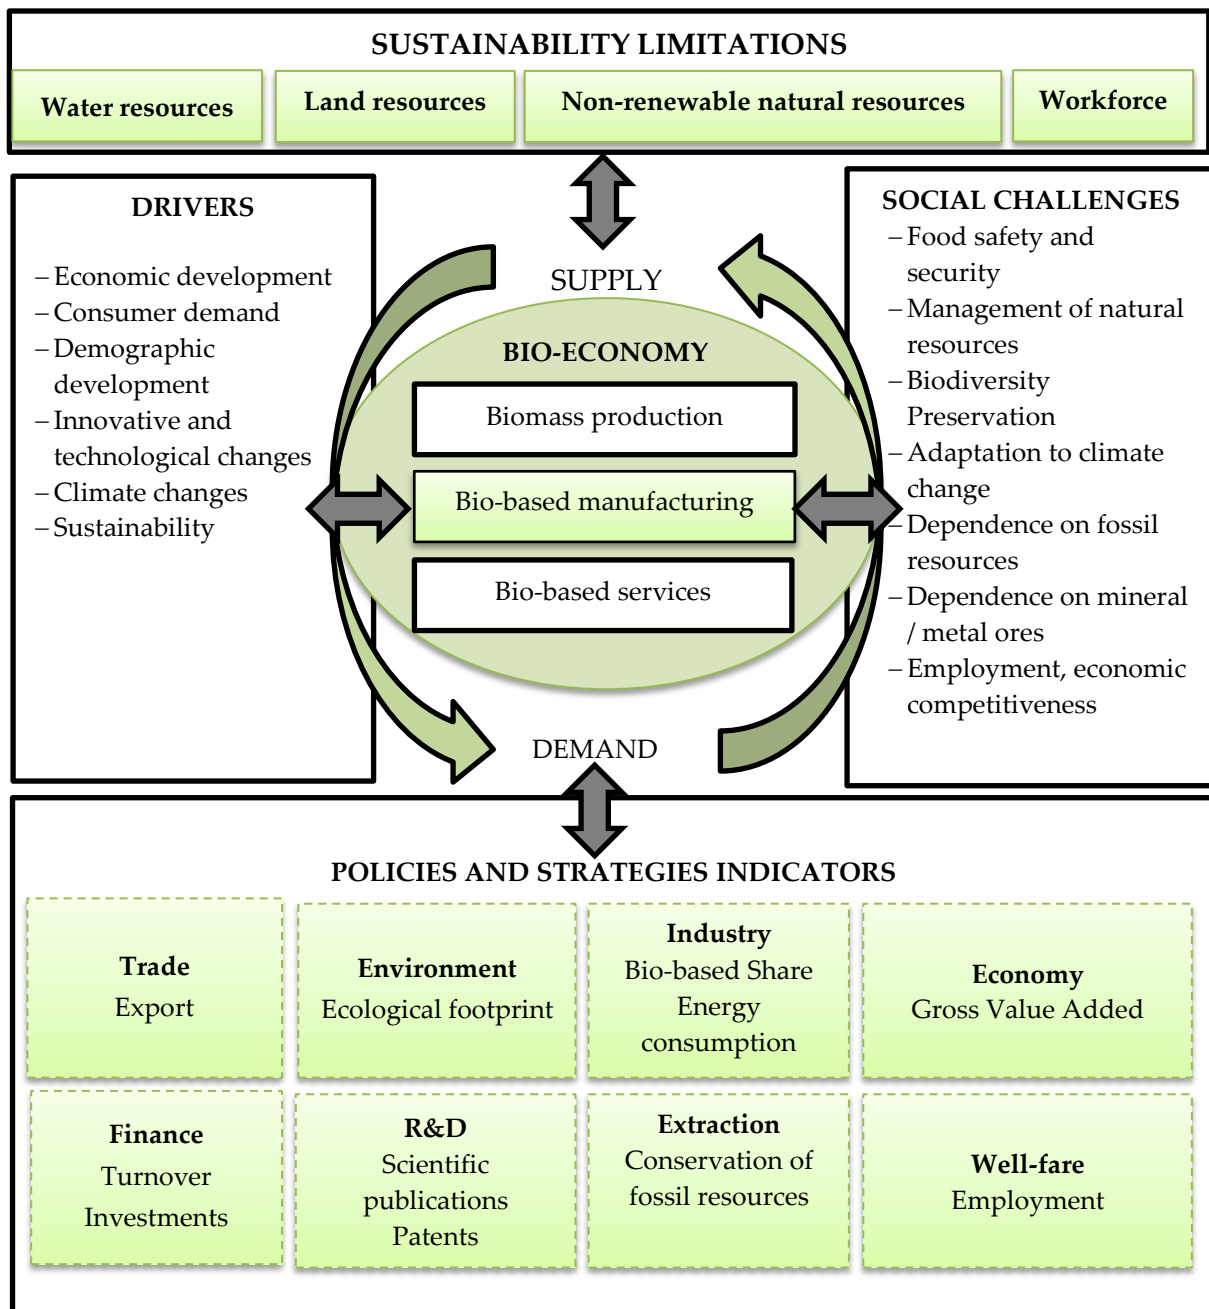 SUSTAINABILITY LIMITATIONS
Water resources
Land resources
Non-renewable natural resources
Workforce
DRIVERS
– Economic development
– Consumer demand
– Demographic
development
– Innovative and
technological changes
– Climate changes
– Sustainability
SUPPLY
BIO-ECONOMY
Biomass production
Bio-based manufacturing
Bio-based services
DEMAND
SOCIAL CHALLENGES
– Food safety and
security
– Management of natural
resources
– Biodiversity
Preservation
– Adaptation to climate
change
– Dependence on fossil
resources
– Dependence on mineral
/ metal ores
– Employment, economic
competitiveness
POLICIES AND STRATEGIES INDICATORS
Trade
Export
Environment
Ecological footprint
Industry
Bio-based Share
Energy
consumption
Economy
Gross Value Added
Finance
Turnover
Investments
R&D
Scientific
publications
Patents
Extraction
Conservation of
fossil resources
Well-fare
Employment